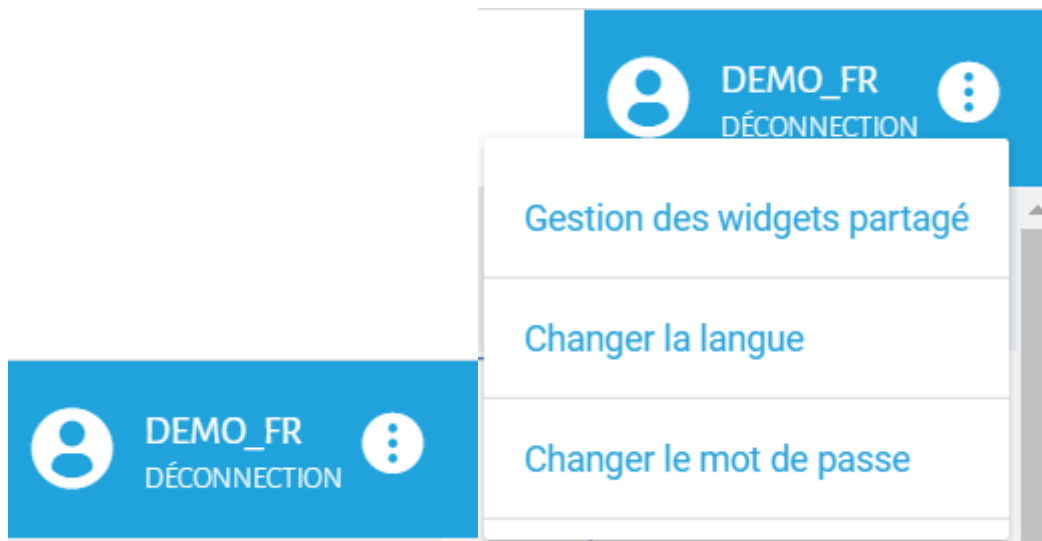 DEMO_FR
DÉCONNECTION
Gestion des widgets partagé
Changer la langue
Changer le mot de passe
DEMO_FR
DÉCONNECTION